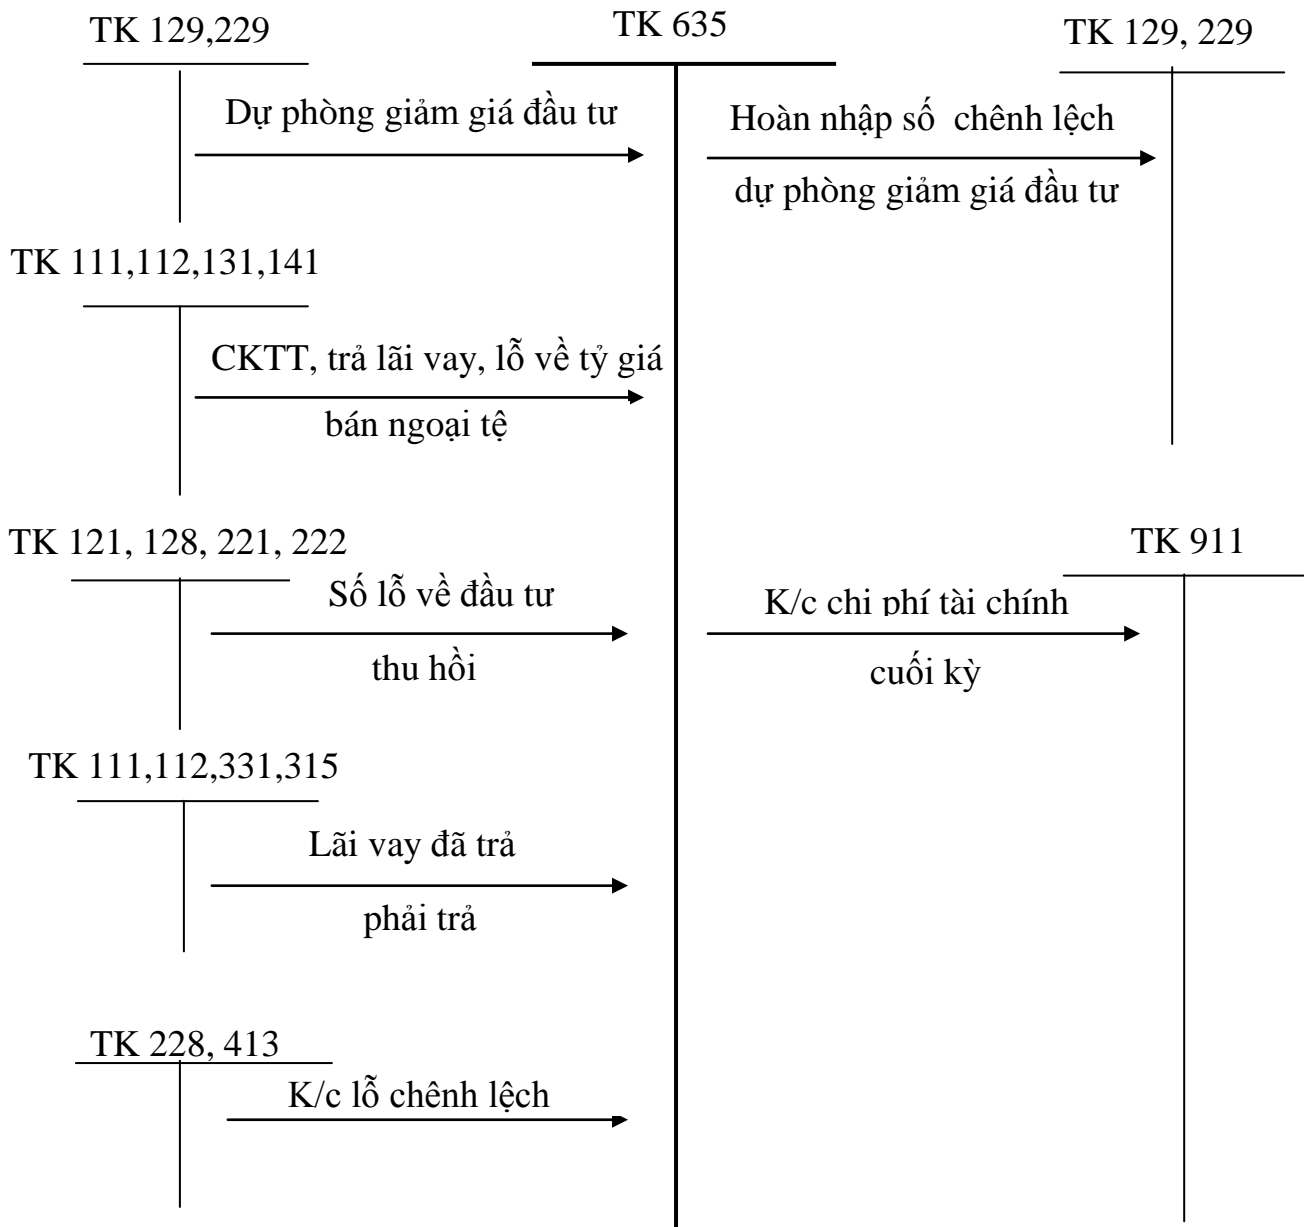 TK 129,229
TK 635
TK 129, 229
Dự phòng giảm giá đầu tư
Hoàn nhập số chênh lệch
dự phòng giảm giá đầu tư
TK 111,112,131,141
CKTT, trả lãi vay, lỗ về tỷ giá
bán ngoại tệ
TK 121, 128, 221, 222
TK 911
Số lỗ về đầu tư
thu hồi
K/c chi phí tài chính
cuối kỳ
TK 111,112,331,315
Lãi vay đã trả
phải trả
TK 228, 413
K/c lỗ chênh lệch